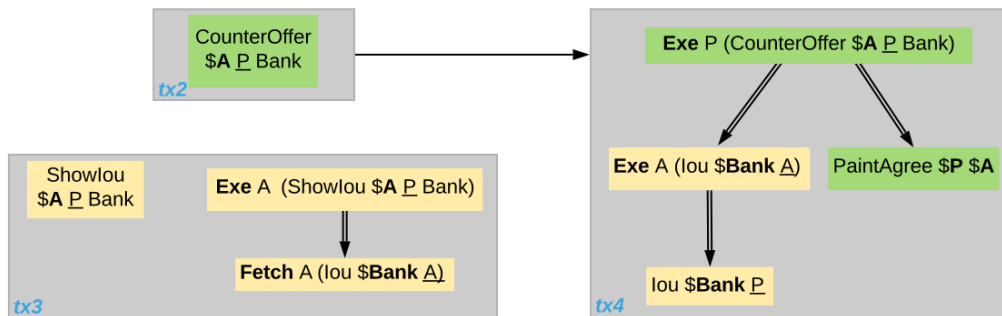 CounterOffer
$A P Bank
tx2
Exe P (CounterOffer $A P Bank)
Exe A (Iou $Bank A)
PaintAgree $P $A
Iou $Bank P
tx4
ShowIou
$A P Bank
Exe A (ShowIou $A P Bank)
Fetch A (Iou $Bank A)
tx3